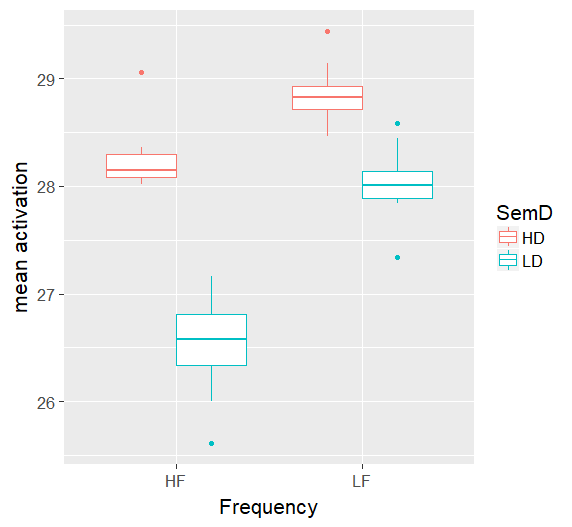 29
28
27
26
mean activation
HF
LF
Frequency
SemD
HD
LD